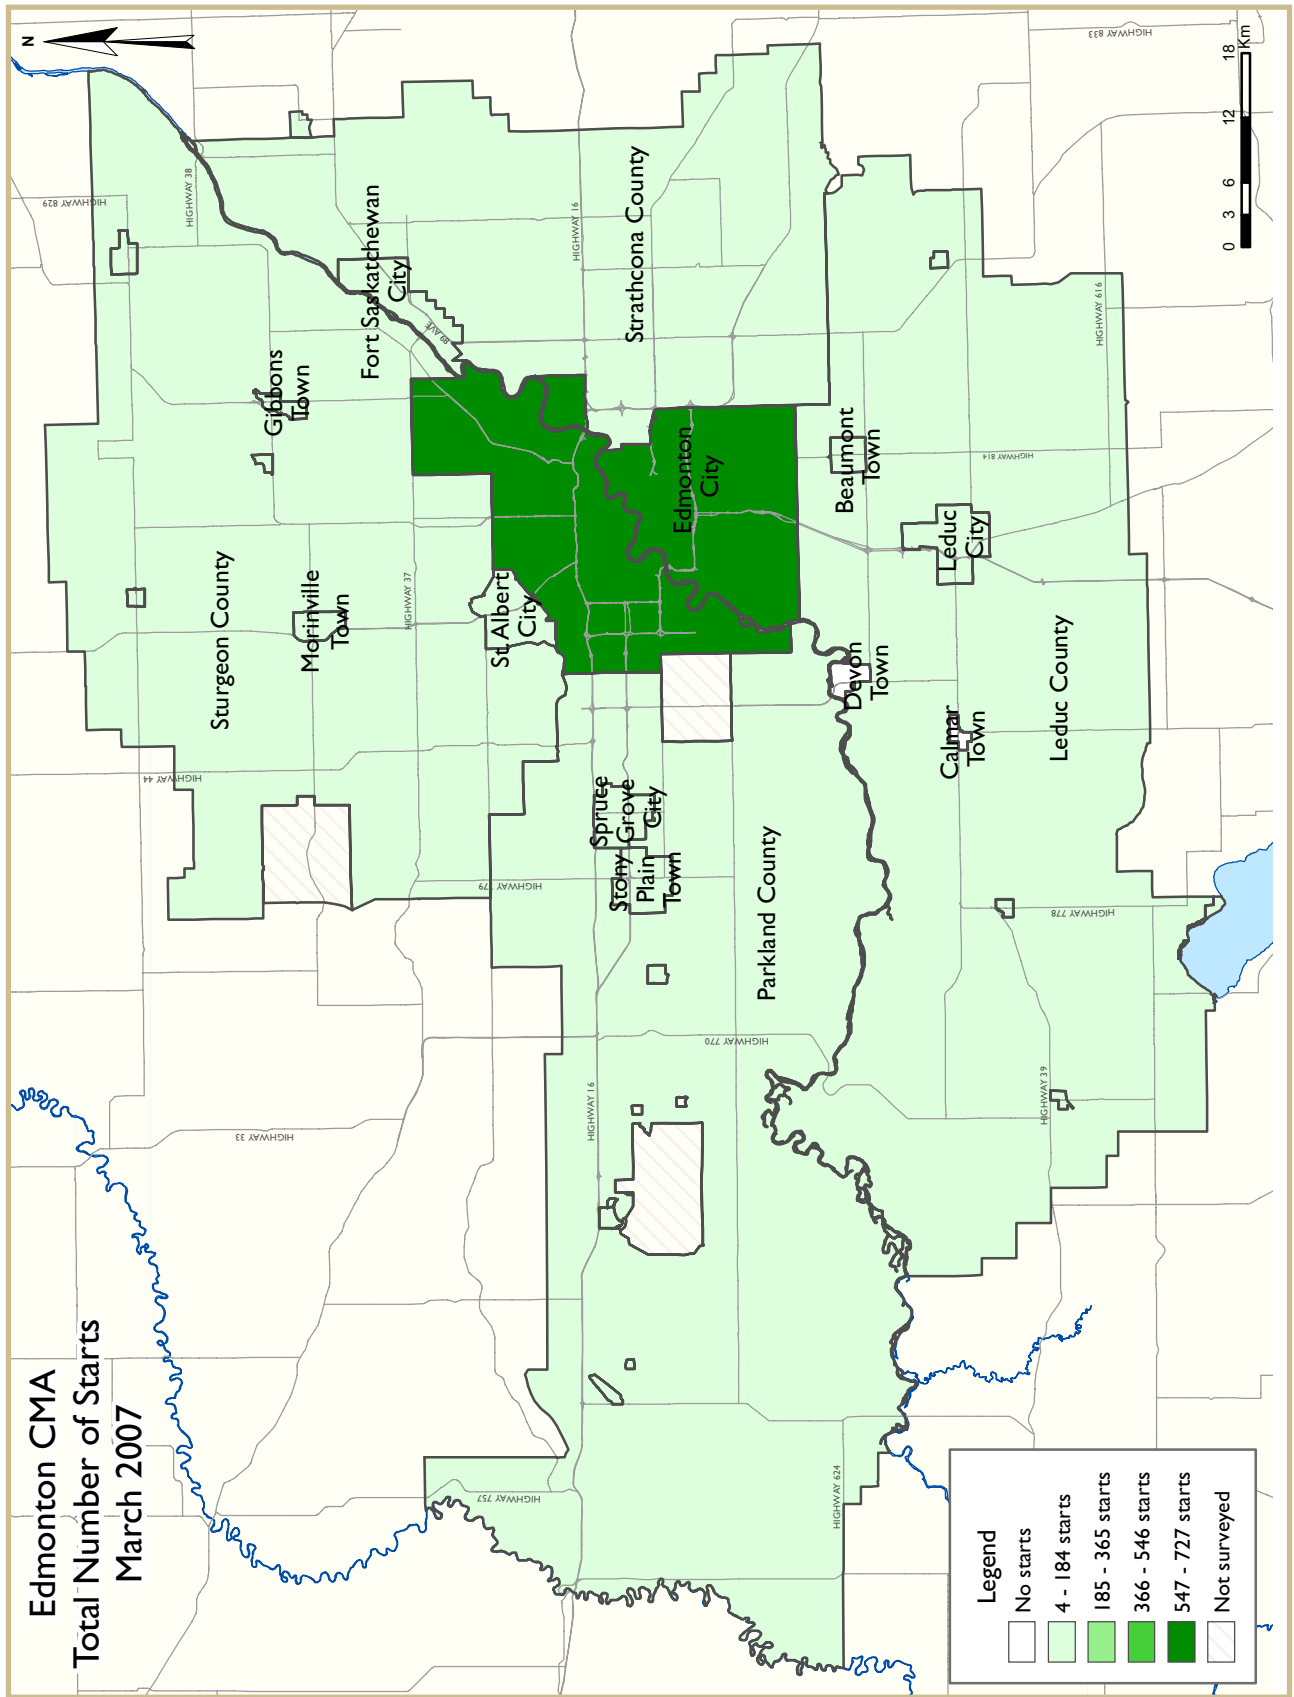 Edmonton CMA
Total Number of Starts
March 2007
N
HIGHWAY 829
HIGHWAY 38
HIGHWAY 44
HIGHWAY 37
HIGHWAY 33
HIGHWAY 779
HIGHWAY 757
HIGHWAY 16
HIGHWAY 16
89 AVE
HIGHWAY 770
HIGHWAY 624
HIGHWAY 39
HIGHWAY 778
HIGHWAY 814
HIGHWAY 616
HIGHWAY 833
Sturgeon County
Morinville
Town
Gibbons
Town
Fort Saskatchewan
City
St. Albert
City
Strathcona County
Edmonton
City
Spruce
Grove
City
Stony
Plain
Town
Parkland County
Beaumont
Town
Devon
Town
Leduc
City
Calmar
Town
Leduc County
Legend
No starts
4 - 184 starts
185 - 365 starts
366 - 546 starts
547 - 727 starts
Not surveyed
0 3 6 12 18
Km